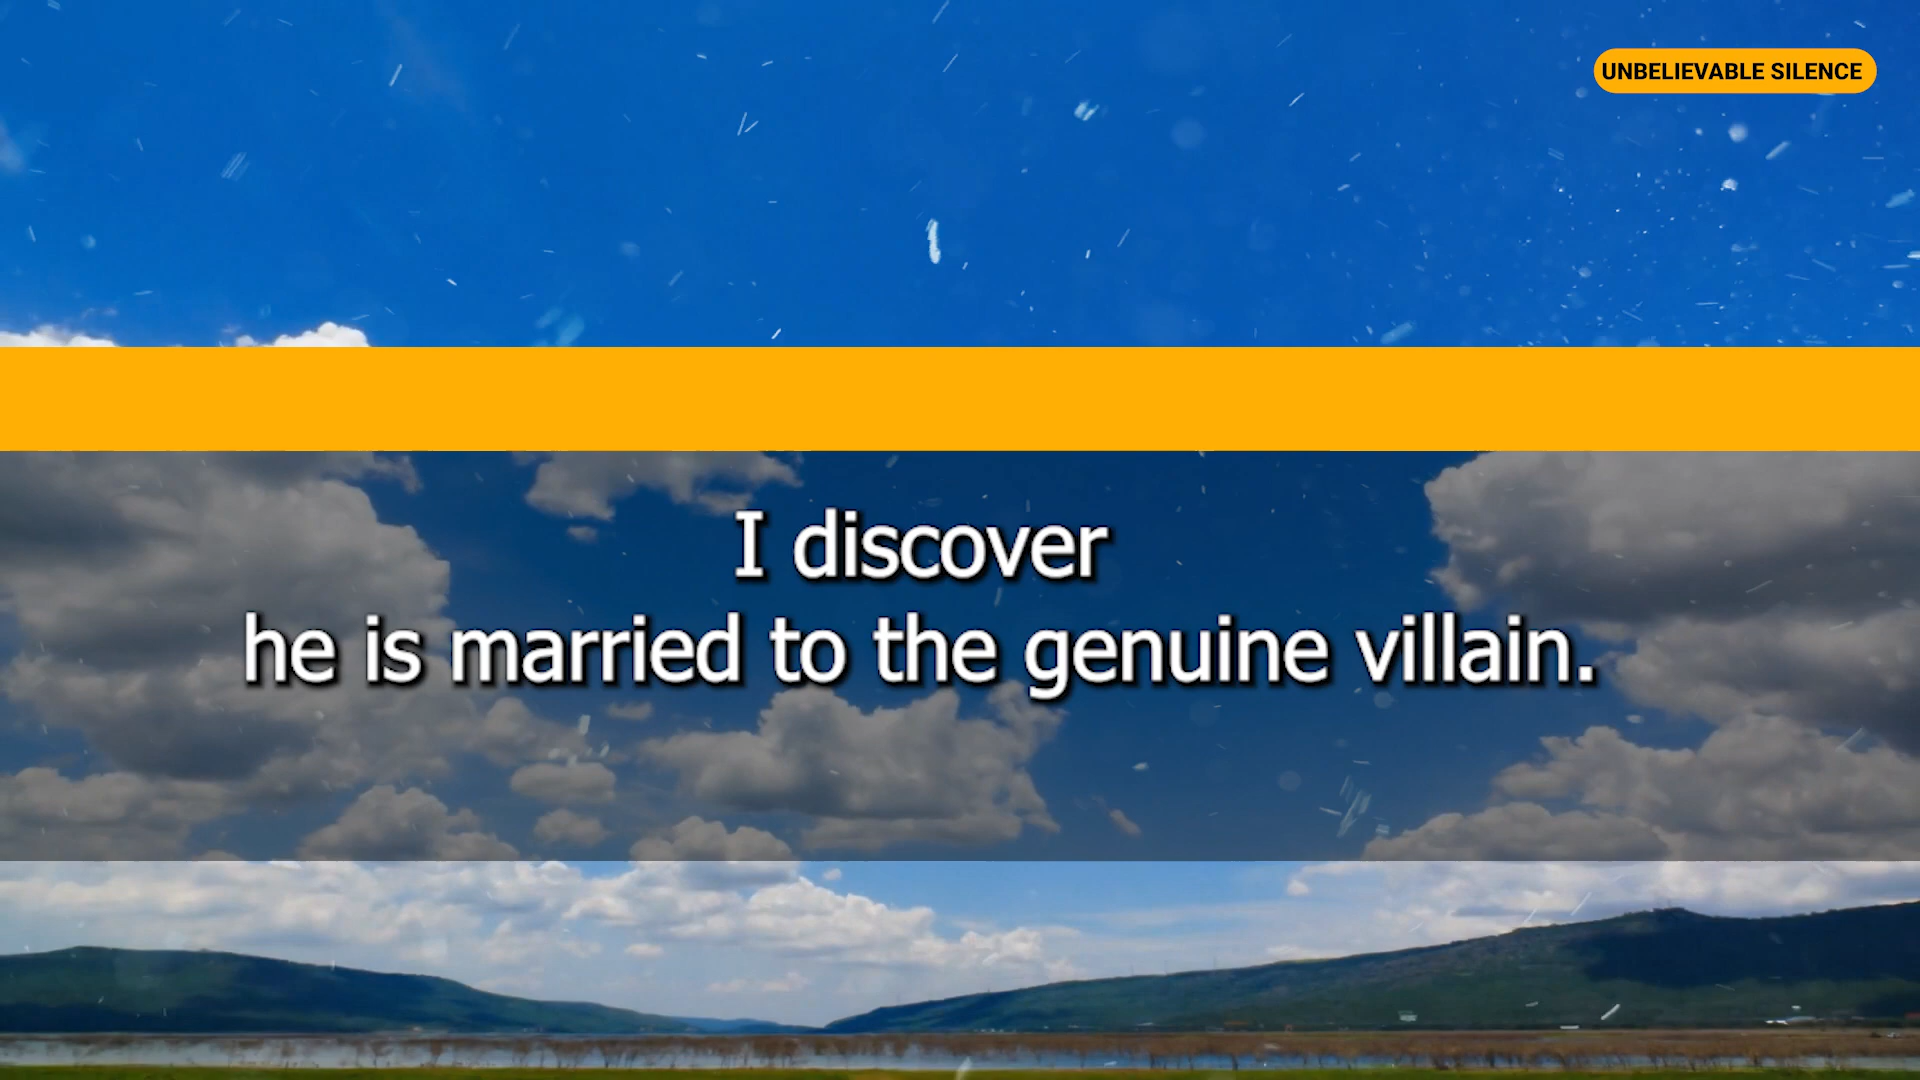 UNBELIEVABLE SILENCE
I discover
he is married to the genuine villain.